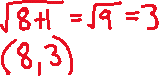 √8+1 = √9 = 3
(8,3)